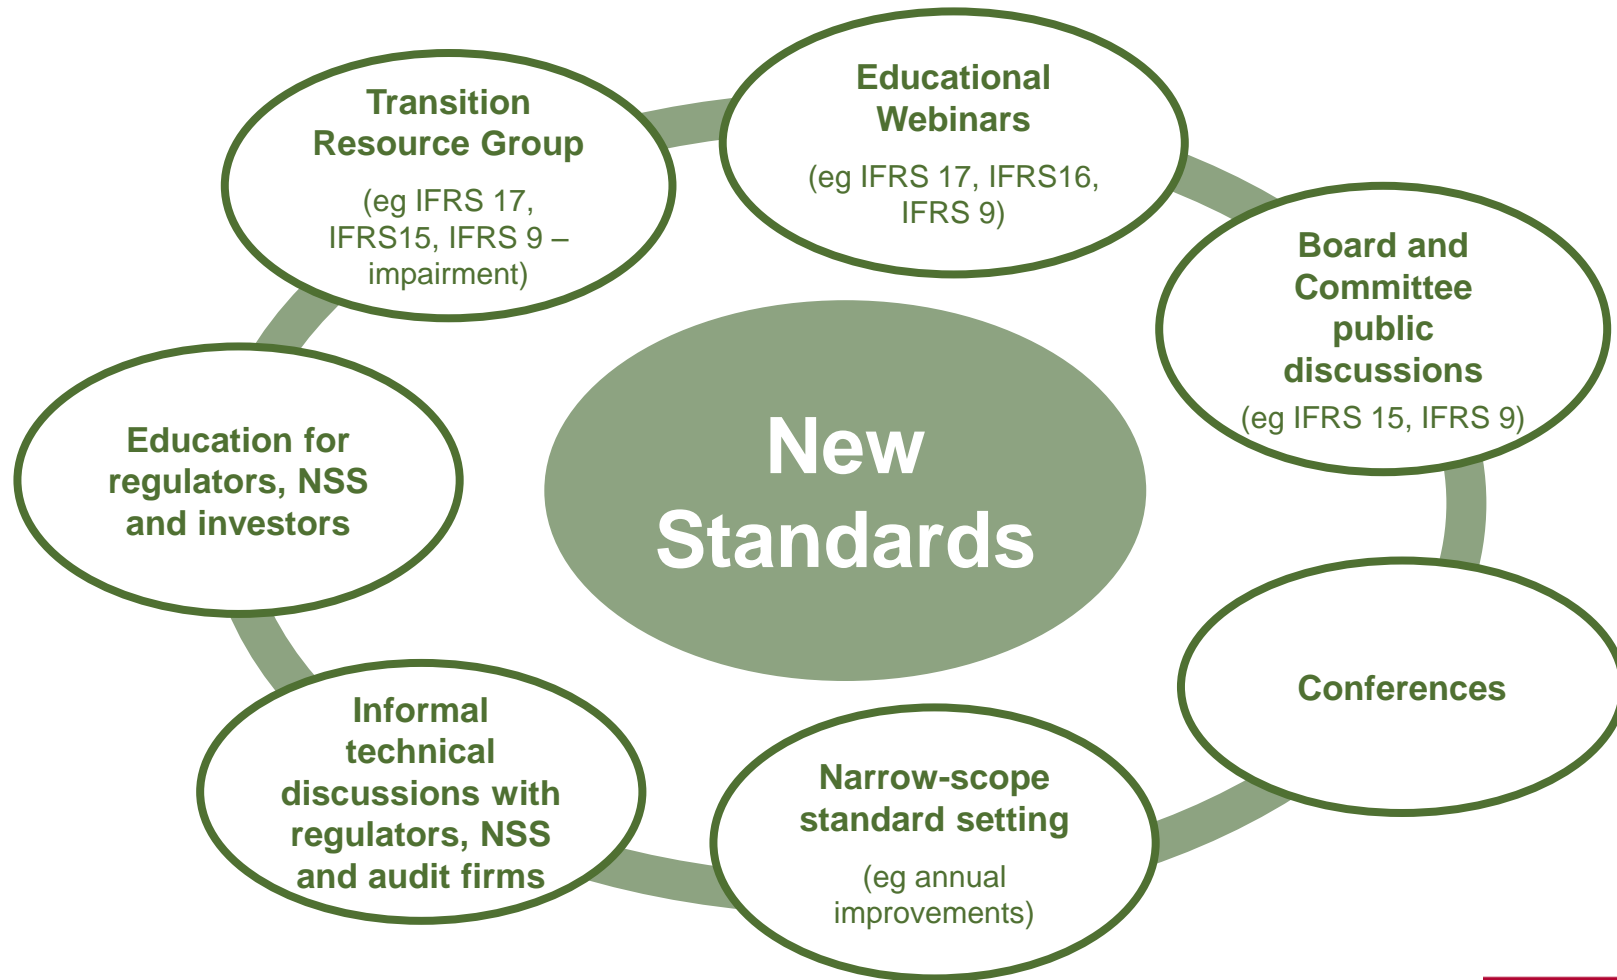 Transition
Resource Group
(eg IFRS 17,
IFRS15, IFRS 9 –
impairment)
Educational
Webinars
(eg IFRS 17, IFRS16,
IFRS 9)
Board and
Committee
public
discussions
(eg IFRS 15, IFRS 9)
Education for
regulators, NSS
and investors
New
Standards
Conferences
Informal
technical
discussions with
regulators, NSS
and audit firms
Narrow-scope
standard setting
(eg annual
improvements)